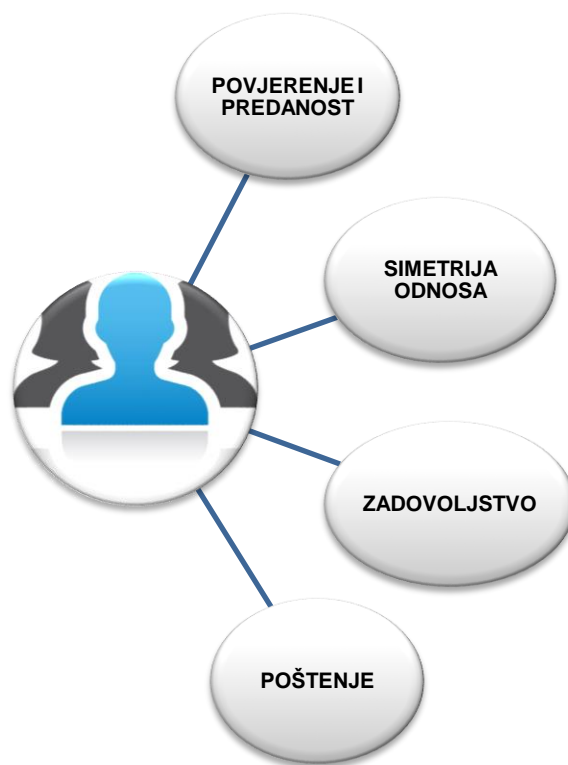 POVJERENJE I
PREDANOST
SIMETRIJA
ODNOSA
ZADOVOLJSTVO
POŠTENJE